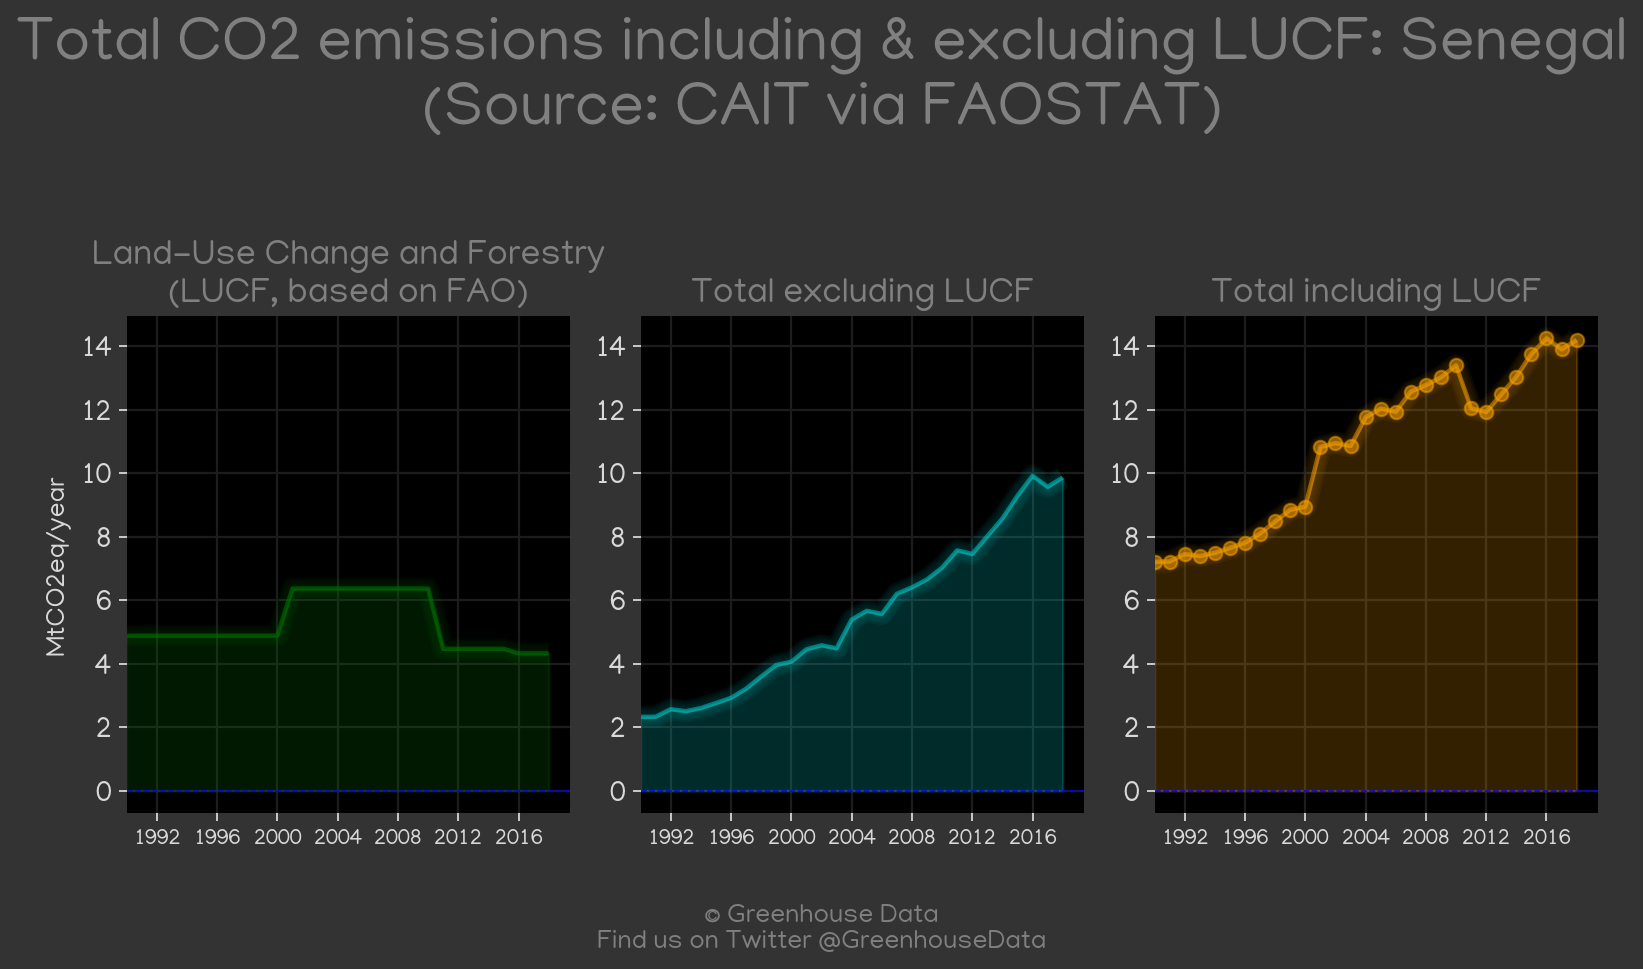 Total CO2 emissions including & excluding LUCF: Senegal
(Source: CAIT via FAOSTAT)
Land-Use Change and Forestry
(LUCF, based on FAO)
MtCO2eq/year
14
12
10
8
6
4
2
0
1992 1996 2000 2004 2008 2012 2016
Total excluding LUCF
14
12
10
8
6
4
2
0
1992 1996 2000 2004 2008 2012 2016
Total including LUCF
14
12
10
8
6
4
2
0
1992 1996 2000 2004 2008 2012 2016
© Greenhouse Data
Find us on Twitter @GreenhouseData